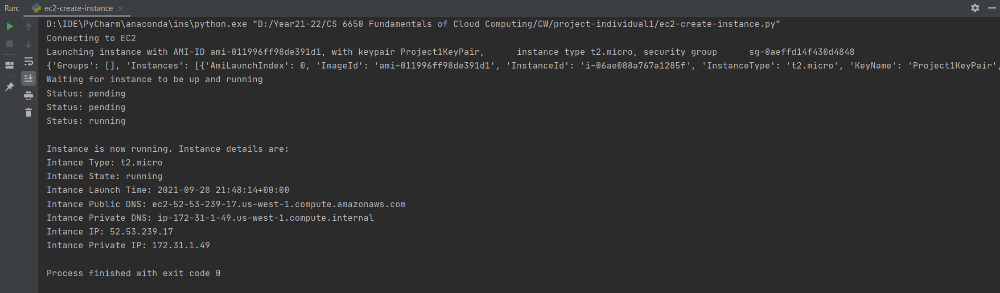 Run: ec2-create-instance
D:\IDE\PyCharm\anaconda\ins\python.exe "D:/Year21-22/CS 6650 Fundamentals of Cloud Computing/CW/project-individual1/ec2-create-instance.py"
Connecting to EC2
Launching instance with AMI-ID ami-011996ff98de391d1, with keypair Project1KeyPair,      instance type t2.micro, security group      sg-0aeffd14f430d4848
{'Groups': [], 'Instances': [{'AmiLaunchIndex': 0, 'ImageId': 'ami-011996ff98de391d1', 'InstanceId': 'i-06ae088a767a1285f', 'InstanceType': 't2.micro', 'KeyName': 'Project1KeyPair',
Waiting for instance to be up and running
Status: pending
Status: pending
Status: running
Instance is now running. Instance details are:
Intance Type: t2.micro
Intance State: running
Intance Launch Time: 2021-09-28 21:48:14+00:00
Intance Public DNS: ec2-52-53-239-17.us-west-1.compute.amazonaws.com
Intance Private DNS: ip-172-31-1-49.us-west-1.compute.internal
Intance IP: 52.53.239.17
Intance Private IP: 172.31.1.49
Process finished with exit code 0